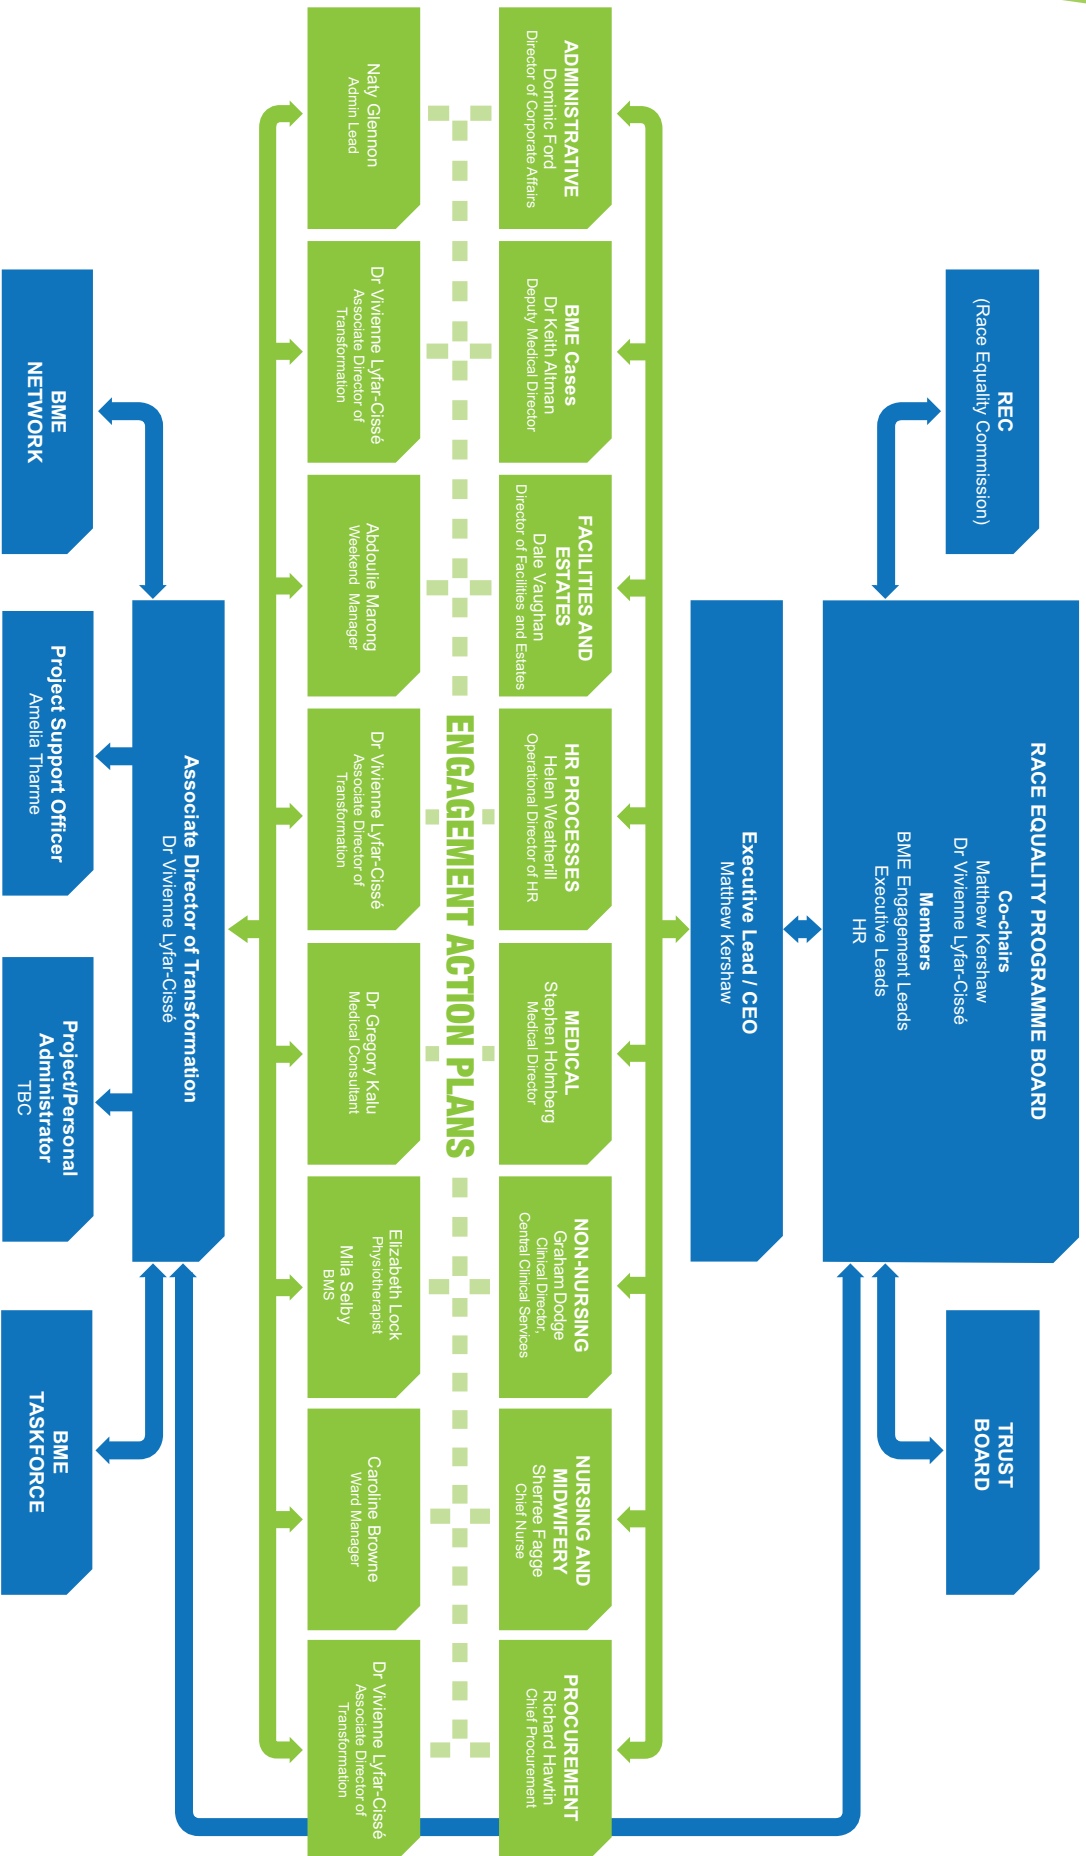 REC
(Race Equality Commission)
RACE EQUALITY PROGRAMME BOARD
Co-chairs
Matthew Kershaw
Dr Vivienne Lyfar-Cissé
Members
BME Engagement Leads
Executive Leads
HR
TRUST
BOARD
Executive Lead / CEO
Matthew Kershaw
ADMINISTRATIVE
Dominic Ford
Director of Corporate Affairs
BME Cases
Dr Keith Altman
Deputy Medical Director
FACILITIES AND
ESTATES
Dale Vaughan
Director of Facilities and Estates
HR PROCESSES
Helen Weatherill
Operational Director of HR
MEDICAL
Stephen Holmberg
Medical Director
NON-NURSING
Graham Dodge
Clinical Director,
Central Clinical Services
NURSING AND
MIDWIFERY
Sherree Fagge
Chief Nurse
PROCUREMENT
Richard Hawtin
Chief Procurement
ENGAGEMENT ACTION PLANS
Naty Glennon
Admin Lead
Dr Vivienne Lyfar-Cissé
Associate Director of
Transformation
Abdoulie Marong
Weekend Manager
Dr Vivienne Lyfar-Cissé
Associate Director of
Transformation
Dr Gregory Kalu
Medical Consultant
Elizabeth Lock
Physiotherapist
Mila Selby
BMS
Caroline Browne
Ward Manager
Dr Vivienne Lyfar-Cissé
Associate Director of
Transformation
Associate Director of Transformation
Dr Vivienne Lyfar-Cissé
BME
NETWORK
Project Support Officer
Amelia Tharme
Project/Personal
Administrator
TBC
BME
TASKFORCE